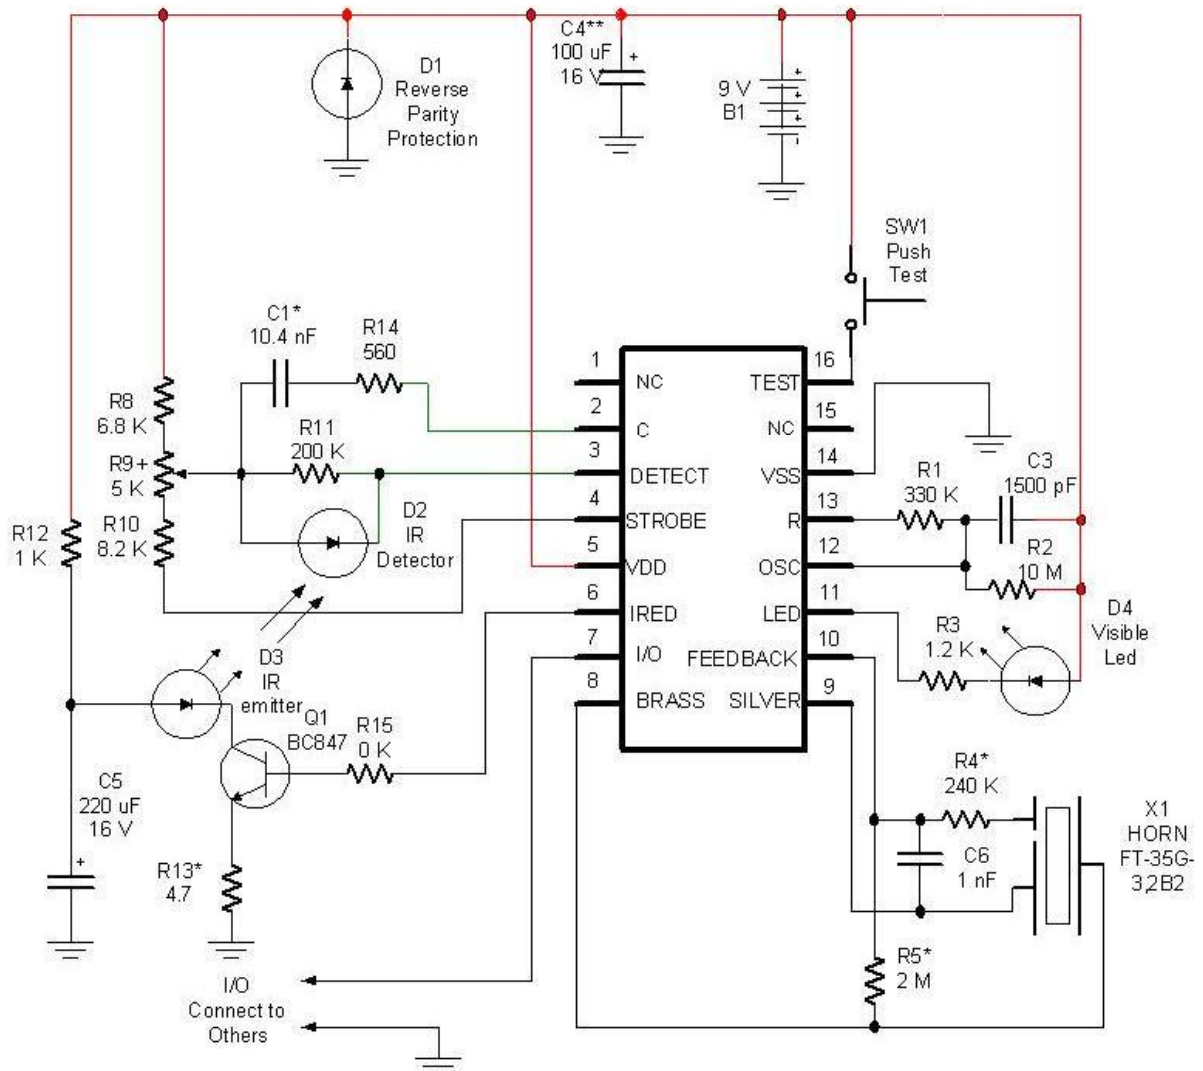 C4**
100 uF
16 V
+
D1
Reverse
Parity
Protection
9 V
B1
+
+
+
-
SW1
Push
Test
C1*
10.4 nF
R14
560
R8
6.8 K
R11
200 K
R9+
5 K
R10
8.2 K
R12
1 K
D2
IR
Detector
1
NC
2
C
3
DETECT
4
STROBE
5
VDD
6
IRED
7
I/O
8
BRASS
16
TEST
15
NC
14
VSS
13
R
12
OSC
11
LED
10
FEEDBACK
9
SILVER
R1
330 K
C3
1500 pF
R2
10 M
R3
1.2 K
D4
Visible
Led
D3
IR
emitter
Q1
BC847
R15
0 K
C5
220 uF
16 V
+
R13*
4.7
R4*
240 K
C6
1 nF
X1
HORN
FT-35G-
3,2B2
R5*
2 M
I/O
Connect to
Others